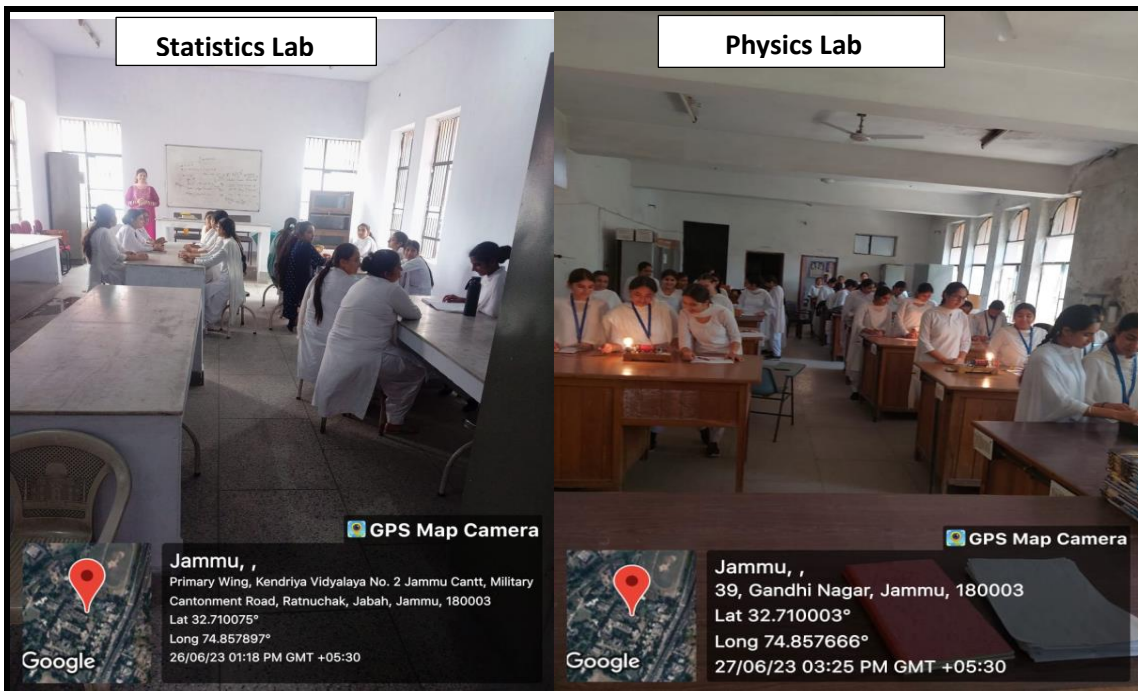 Statistics Lab
GPS Map Camera
Jammu, ,
Primary Wing, Kendriya Vidyalaya No. 2 Jammu Cantt, Military
Cantonment Road, Ratnuchak, Jabah, Jammu, 180003
Lat 32.710075°
Long 74.857897°
26/06/23 01:18 PM GMT +05:30
Google
Physics Lab
GPS Map Camera
Jammu, ,
39, Gandhi Nagar, Jammu, 180003
Lat 32.710003°
Long 74.857666°
27/06/23 03:25 PM GMT +05:30
Google